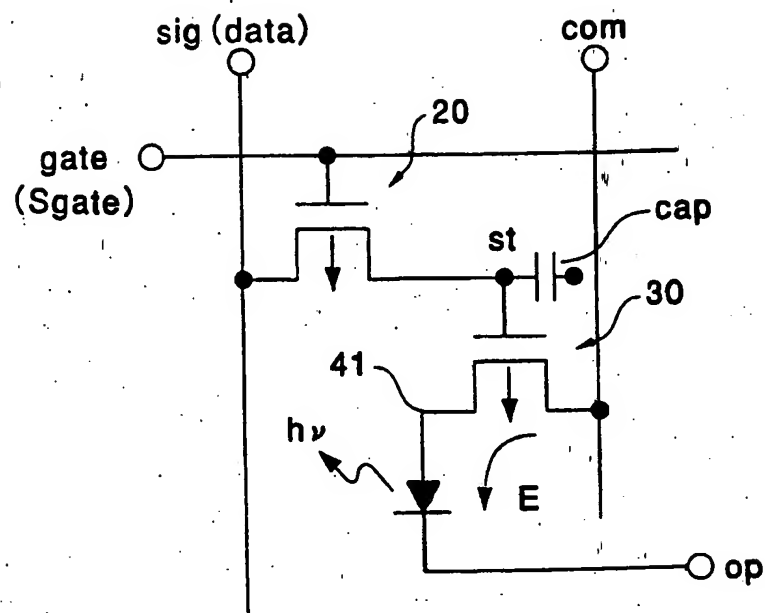 sig (data)
com
20
gate
(Sgate)
cap
st
30
41
hν
E
op